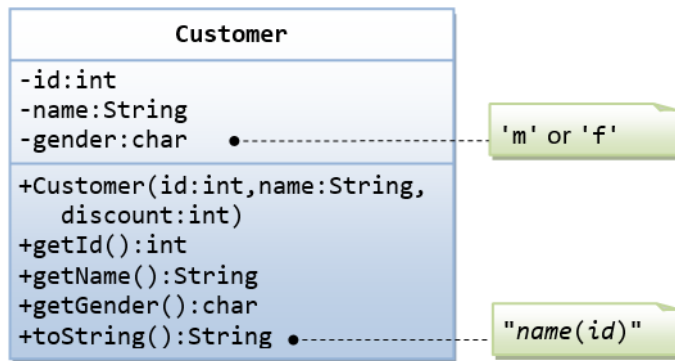 Customer
-id:int
-name:String
-gender:char
'm' or 'f'
+Customer(id:int,name:String,
discount:int)
+getId():int
+getName():String
+getGender():char
+toString():String
"name(id)"